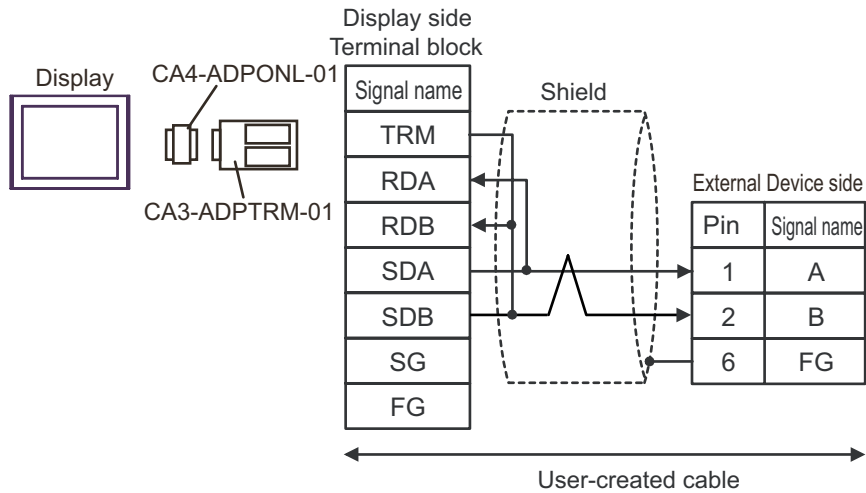 Display side
Terminal block
Display
CA4-ADPONL-01
CA3-ADPTRM-01
Signal name
TRM
RDA
RDB
SDA
SDB
SG
FG
Shield
External Device side
Pin Signal name
1 A
2 B
6 FG
User-created cable